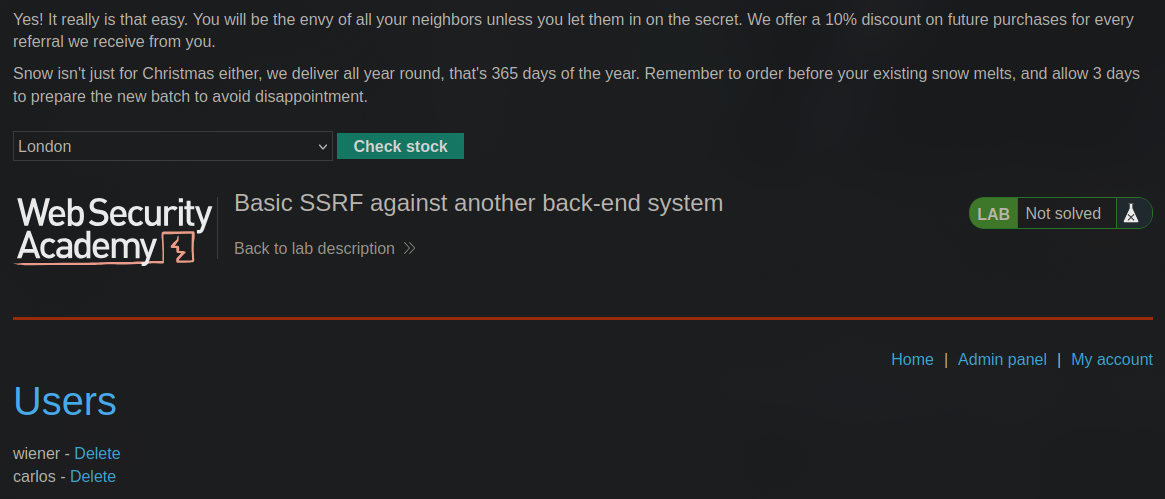 Yes! It really is that easy. You will be the envy of all your neighbors unless you let them in on the secret. We offer a 10% discount on future purchases for every
referral we receive from you.
Snow isn't just for Christmas either, we deliver all year round, that's 365 days of the year. Remember to order before your existing snow melts, and allow 3 days
to prepare the new batch to avoid disappointment.
London Check stock
Web Security
Academy
Basic SSRF against another back-end system
Back to lab description
LAB Not solved
Home | Admin panel | My account
Users
wiener - Delete
carlos - Delete